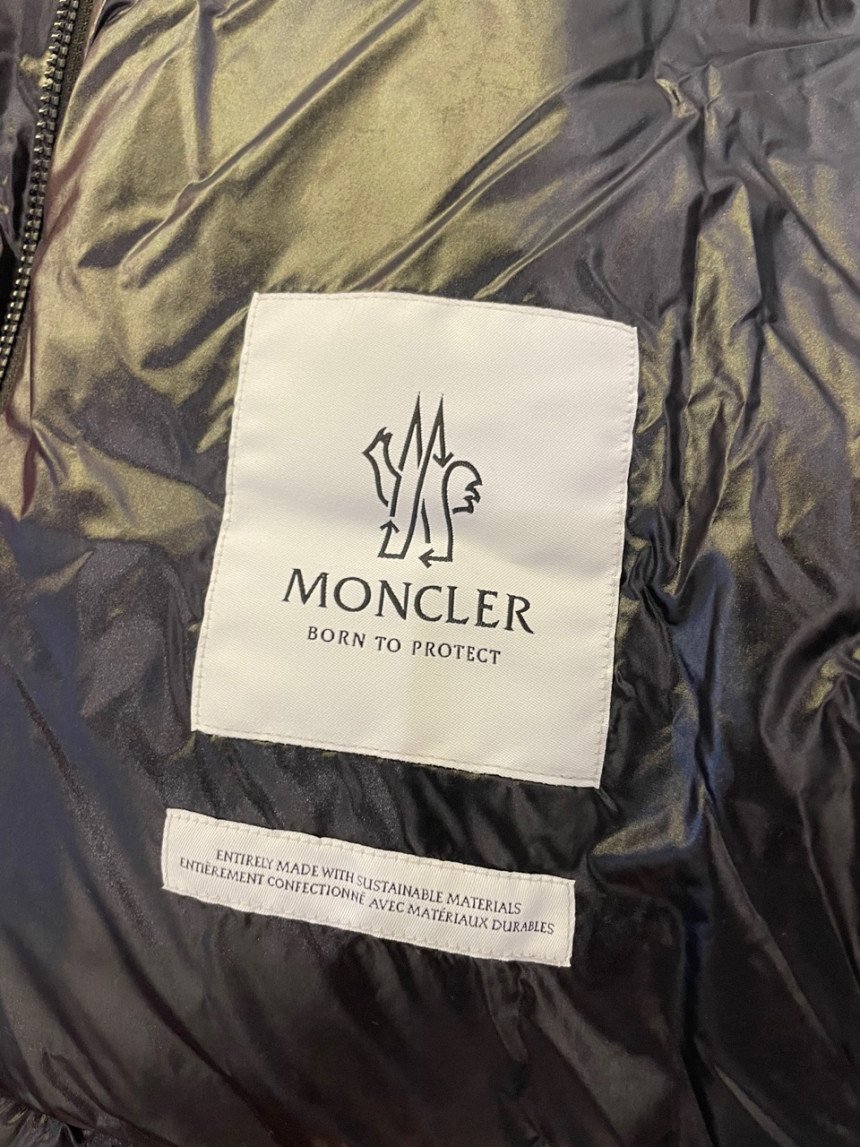 MONCLER
BORN TO PROTECT
ENTIRELY MADE WITH SUSTAINABLE MATERIALS
ENTIÈREMENT CONFECTIONNÉ AVEC MATÉRIAUX DURABLES